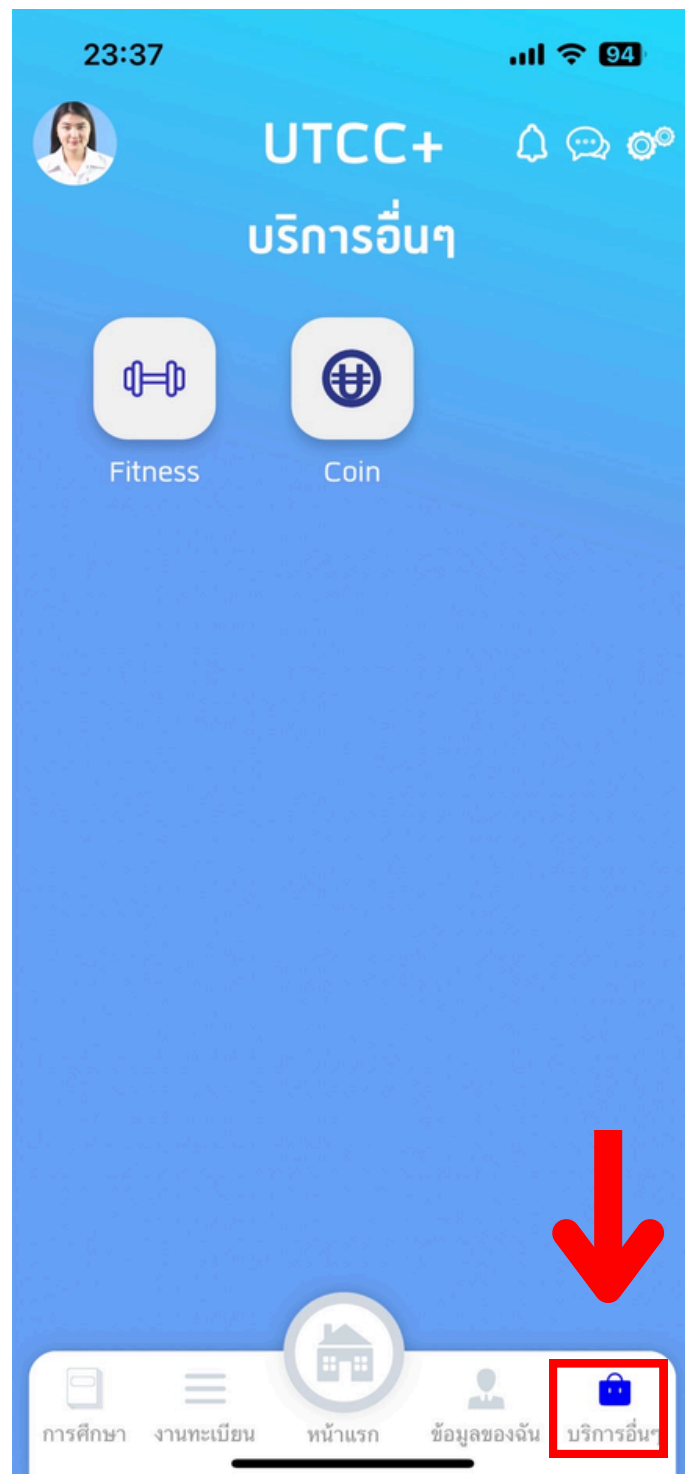 23:37
94
UTCC+
บริการอื่นๆ
Fitness
Coin
การศึกษา
งานทะเบียน
หน้าแรก
ข้อมูลของฉัน
บริการอื่นๆ